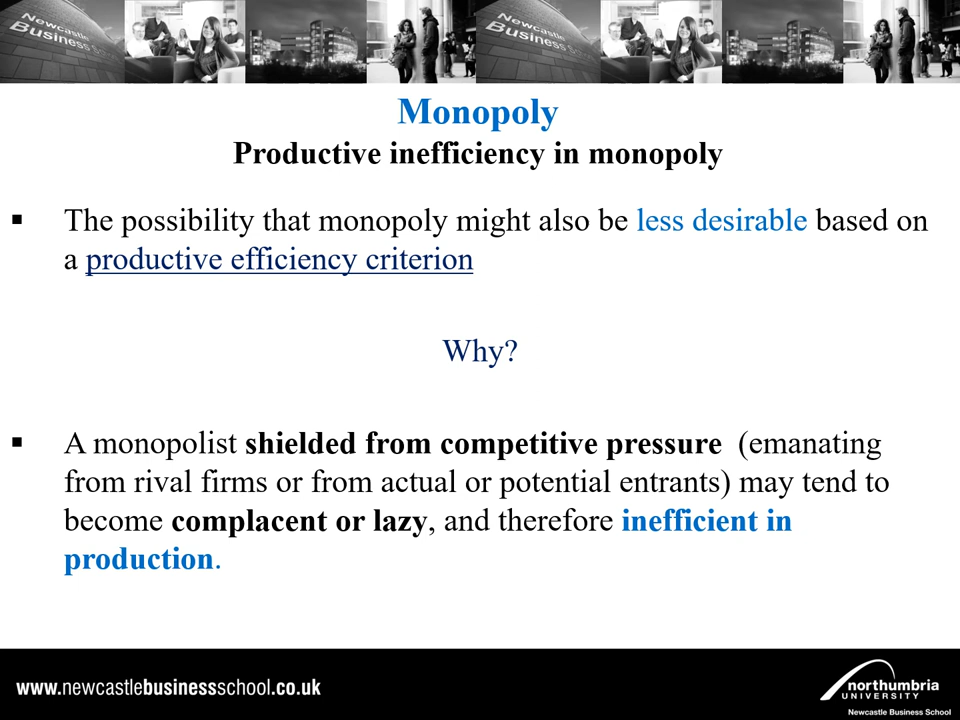 Newcastle
Business S
Newcastle
Business S
Monopoly
Productive inefficiency in monopoly
▪ The possibility that monopoly might also be less desirable based on
a productive efficiency criterion
Why?
▪ A monopolist shielded from competitive pressure (emanating
from rival firms or from actual or potential entrants) may tend to
become complacent or lazy, and therefore inefficient in
production.
www.newcastlebusinessschool.co.uk
northumbria
UNIVERSITY
Newcastle Business School